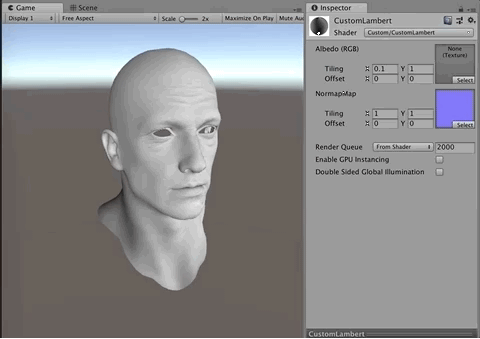 Game
Scene
Display 1
Free Aspect
Scale
2x
Maximize On Play
Mute Au
Inspector
CustomLambert
Shader
Custom/CustomLambert
Albedo (RGB)
None
(Texture)
Tiling
X 0.1
Y 1
Offset
X 0
Y 0
Select
NormapMap
Tiling
X 1
Y 1
Offset
X 0
Y 0
Select
Render Queue
From Shader
2000
Enable GPU Instancing
Double Sided Global Illumination
CustomLambert